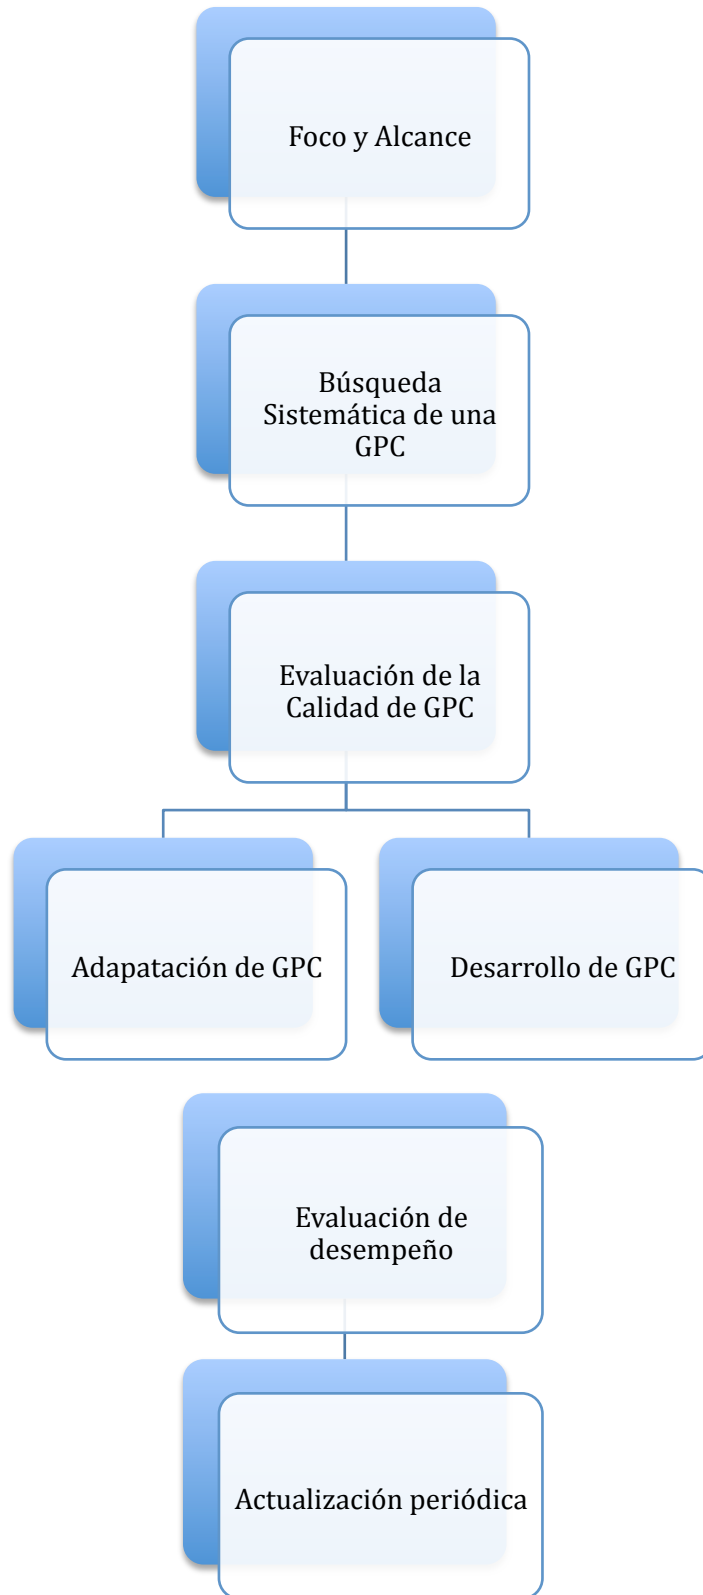 Foco y Alcance
Búsqueda
Sistemática de una
GPC
Evaluación de la
Calidad de GPC
Adapatación de GPC
Desarrollo de GPC
Evaluación de
desempeño
Actualización periódica